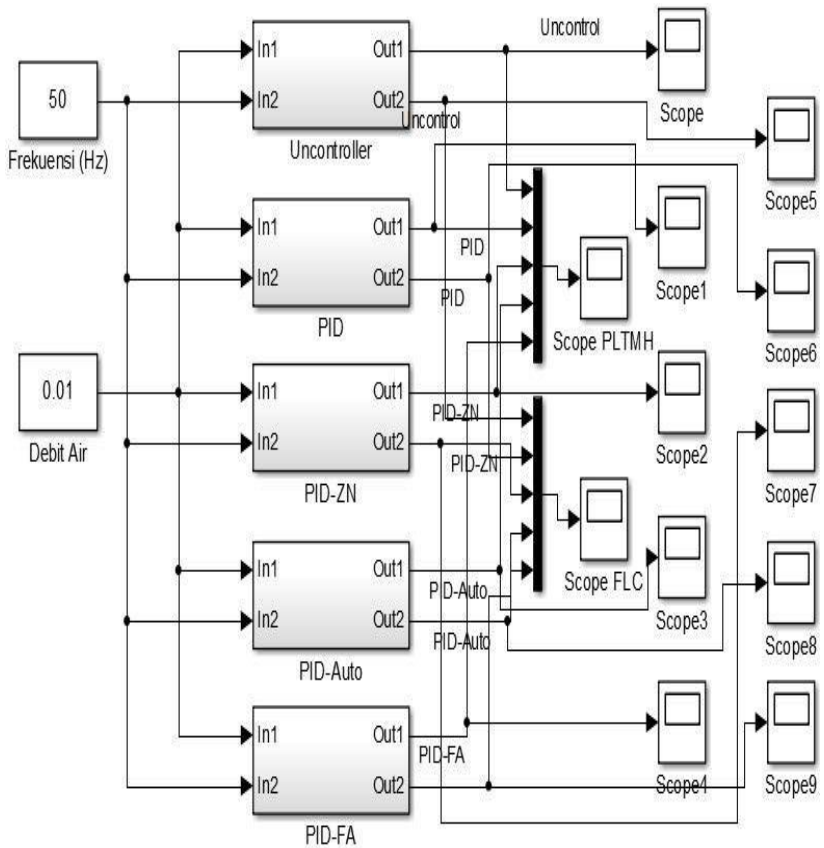 Uncontrol
In1 Out1
50
In2 Out2
Uncontrol
Scope
Frekuensi (Hz)
Uncontroller
Scope5
In1 Out1
PID
In2 Out2
PID
Scope1
PID
Scope PLTMH
Scope6
0.01
In1 Out1
PID-ZN
In2 Out2
Debit Air
Scope2
PID-ZN
PID-ZN
Scope7
In1 Out1
Scope FLC
PID-Auto
In2 Out2
Scope3
PID-Auto
Scope8
PID-Auto
In1 Out1
PID-FA
In2 Out2
Scope4
Scope9
PID-FA